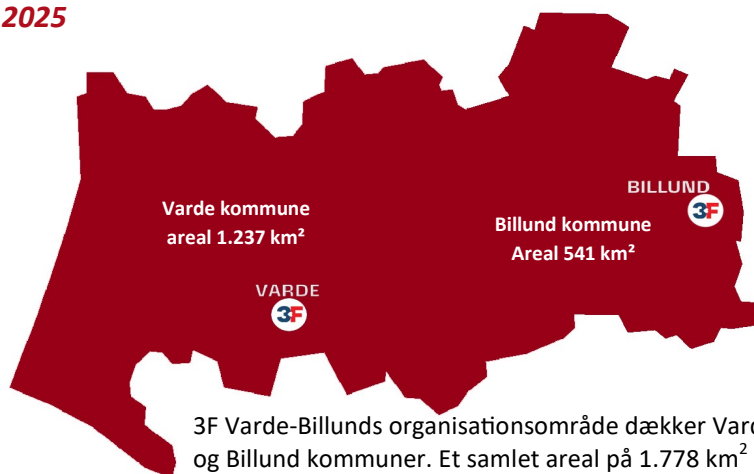 2025
Varde kommune
areal 1.237 km²
BILLUND
3F
Billund kommune
Areal 541 km²
VARDE
3F
3F Varde-Billunds organisationsområde dækker
og Billund kommuner. Et samlet areal på 1.778 km²